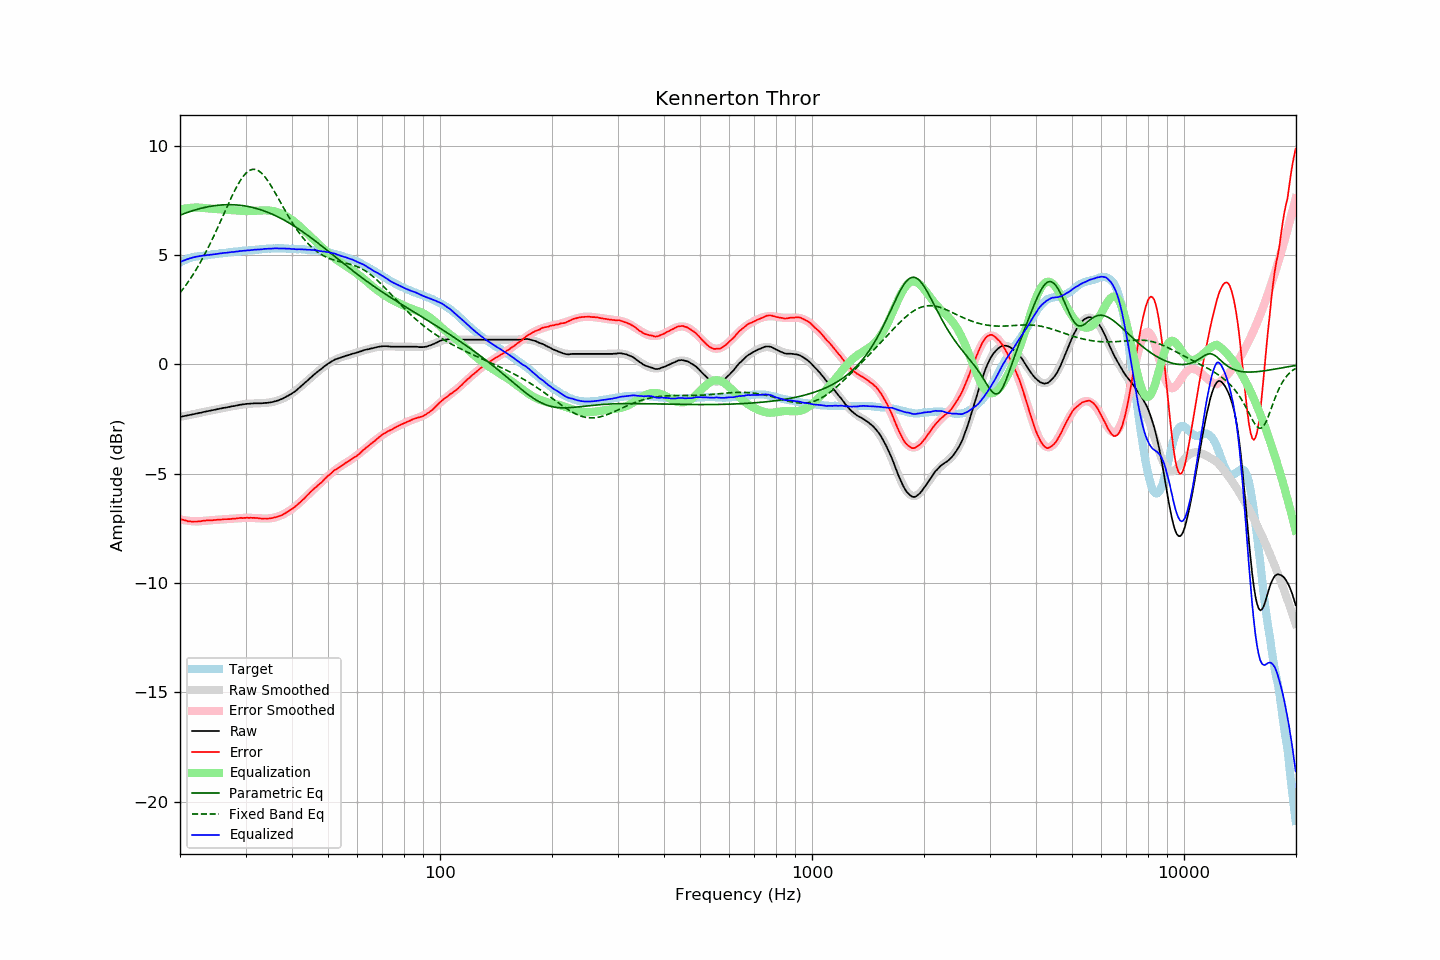 Kennerton Thror
10
5
0
−5
−10
−15
−20
Amplitude (dBr)
Target
Raw Smoothed
Error Smoothed
Raw
Error
Equalization
Parametric Eq
Fixed Band Eq
Equalized
100
1000
10000
Frequency (Hz)